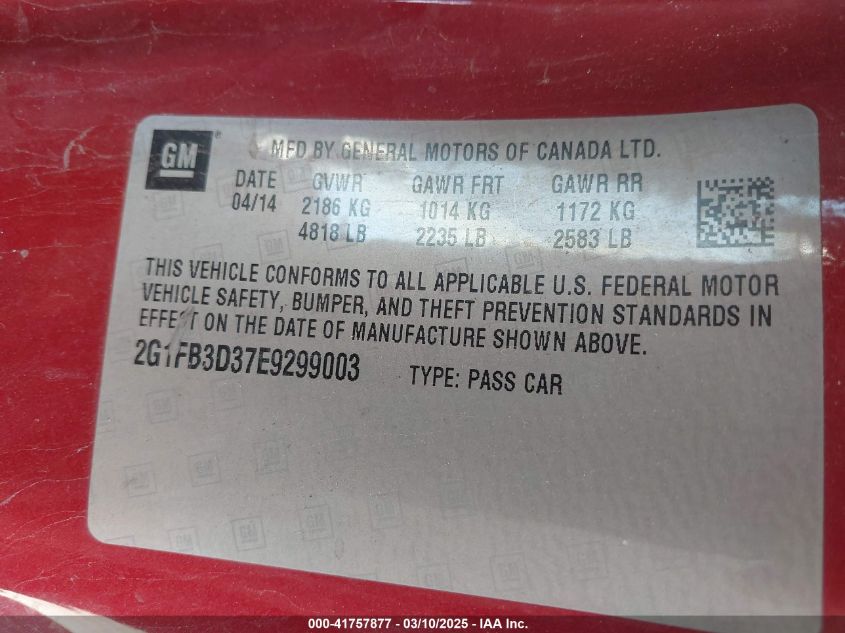 GM ® MFD BY GENERAL MOTORS OF CANADA LTD.
DATE GVWR GAWR FRT GAWR RR
04/14 2186 KG 1014 KG 1172 KG
4818 LB 2235 LB 2583 LB
THIS VEHICLE CONFORMS TO ALL APPLICABLE U.S. FEDERAL MOTOR
VEHICLE SAFETY, BUMPER, AND THEFT PREVENTION STANDARDS IN
EFFECT ON THE DATE OF MANUFACTURE SHOWN ABOVE.
2G1FB3D37E9299003 TYPE: PASS CAR
000-41757877 - 03/10/2025 - IAA Inc.